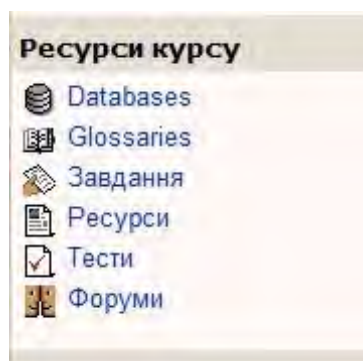 Ресурси курсу
Databases
Glossaries
Завдання
Ресурси
Тести
Форуми